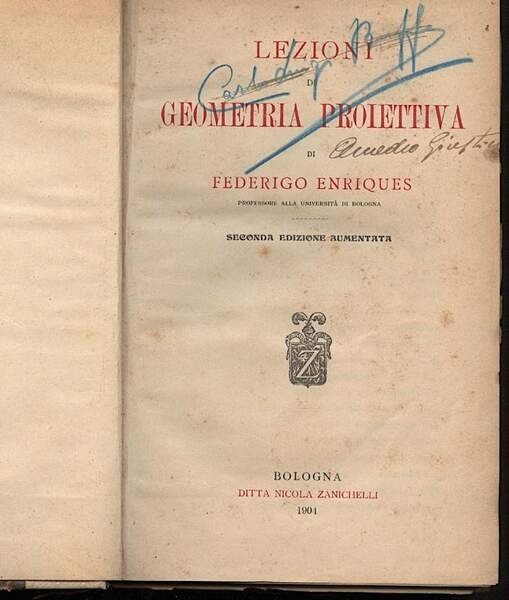 LEZIONI
DI
GEOMETRIA PROIETTIVA
DI
Amedeo
FEDERIGO ENRIQUES
PROFESSORE ALLA UNIVERSITÀ DI BOLOGNA
SECONDA EDIZIONE AUMENTATA
Z
BOLOGNA
DITTA NICOLA ZANICHELLI
1904